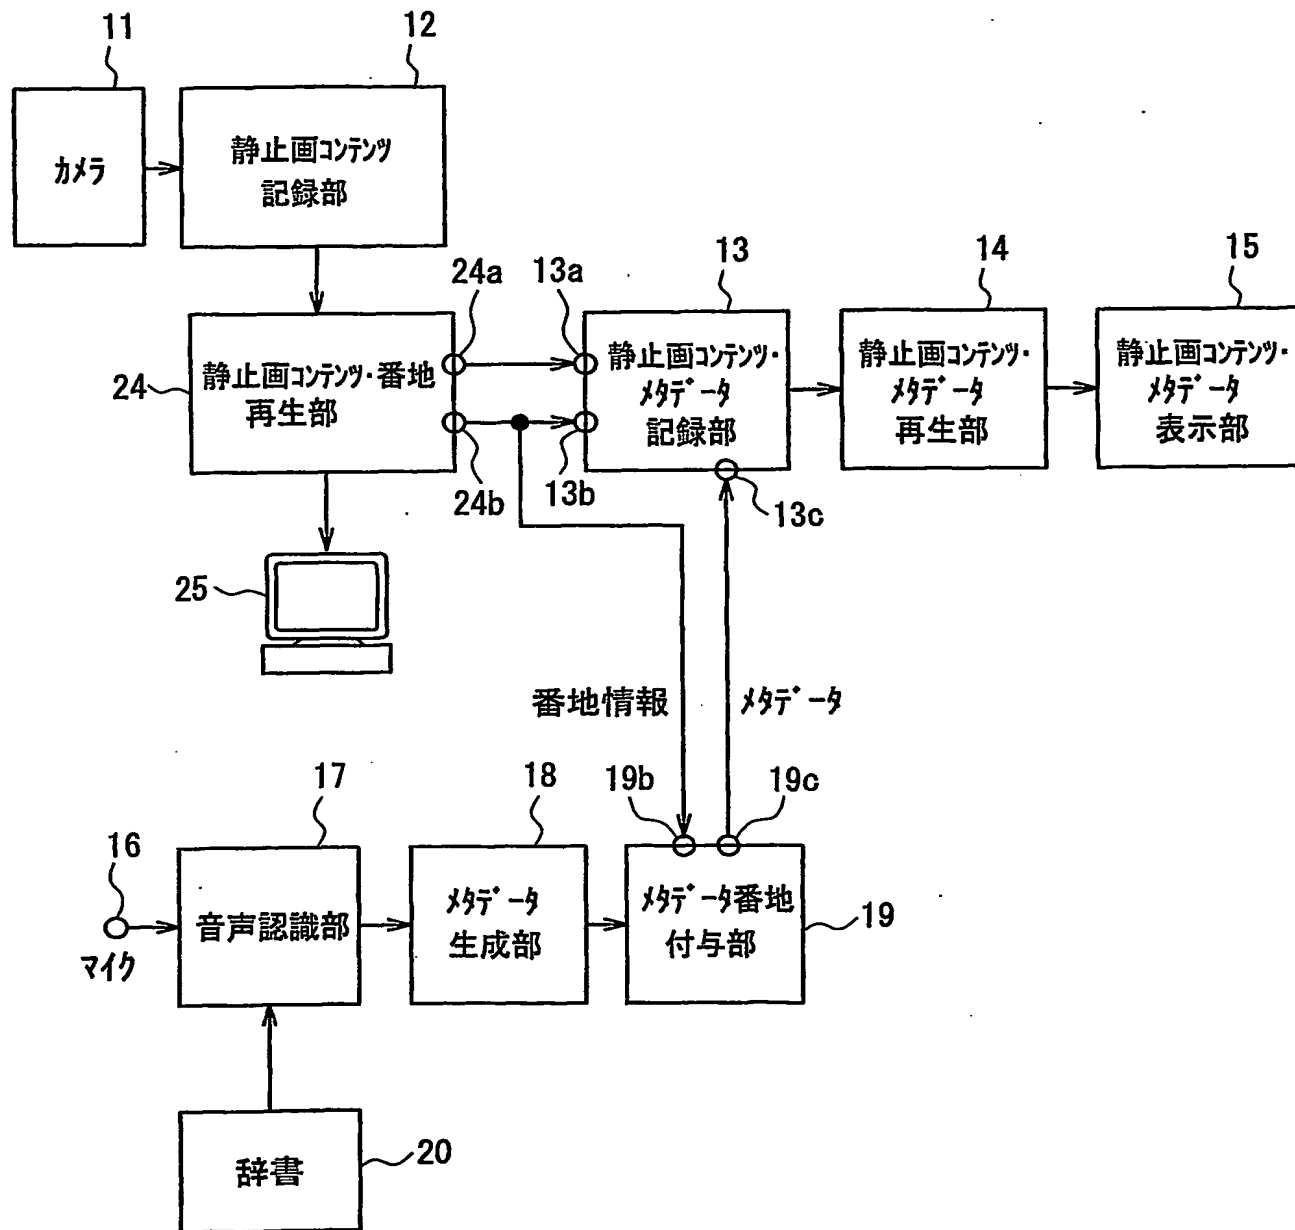 11
12
カメラ
静止画コンテンツ
記録部
24a
13a
13
14
15
24
静止画コンテンツ・番地
再生部
静止画コンテンツ・
メタデータ
記録部
静止画コンテンツ・
メタデータ
再生部
静止画コンテンツ・
メタデータ
表示部
24b
13b
13c
25
番地情報
メタデータ
17
18
19b
19c
16
マイク
音声認識部
メタデータ
生成部
メタデータ番地
付与部
19
辞書
20